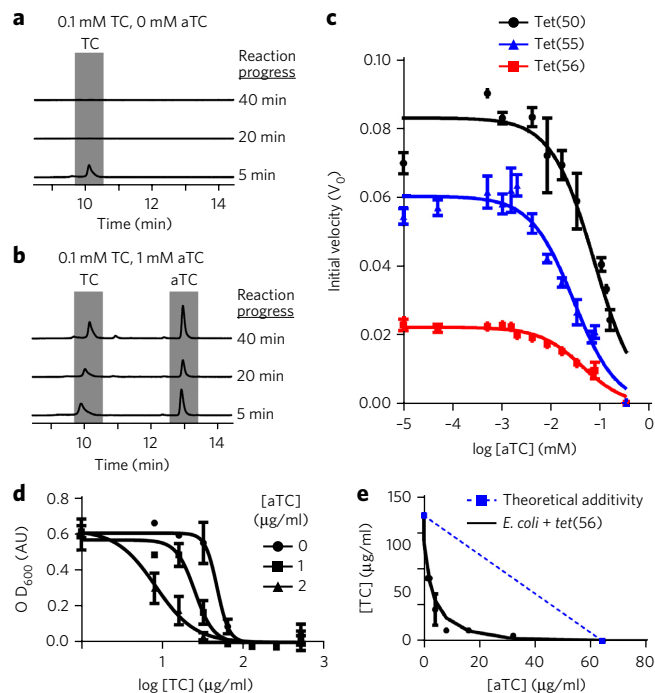 a
0.1 mM TC, 0 mM aTC
TC
Reaction
progress
40 min
20 min
5 min
10 12 14
Time (min)
b
0.1 mM TC, 1 mM aTC
TC aTC
Reaction
progress
40 min
20 min
5 min
10 12 14
Time (min)
c
Tet(50)
Tet(55)
Tet(56)
0.10
0.08
0.06
0.04
0.02
0.00
Initial velocity (V0)
–5 –4 –3 –2 –1 0
log [aTC] (mM)
d
0.8
0.6
0.4
0.2
0.0
O D600 (AU)
[aTC]
(μg/ml)
0
1
2
1 2 3
log [TC] (μg/ml)
e
Theoretical additivity
E. coli + tet(56)
150
100
50
0
[TC] (μg/ml)
0 20 40 60 80
[aTC] (μg/ml)